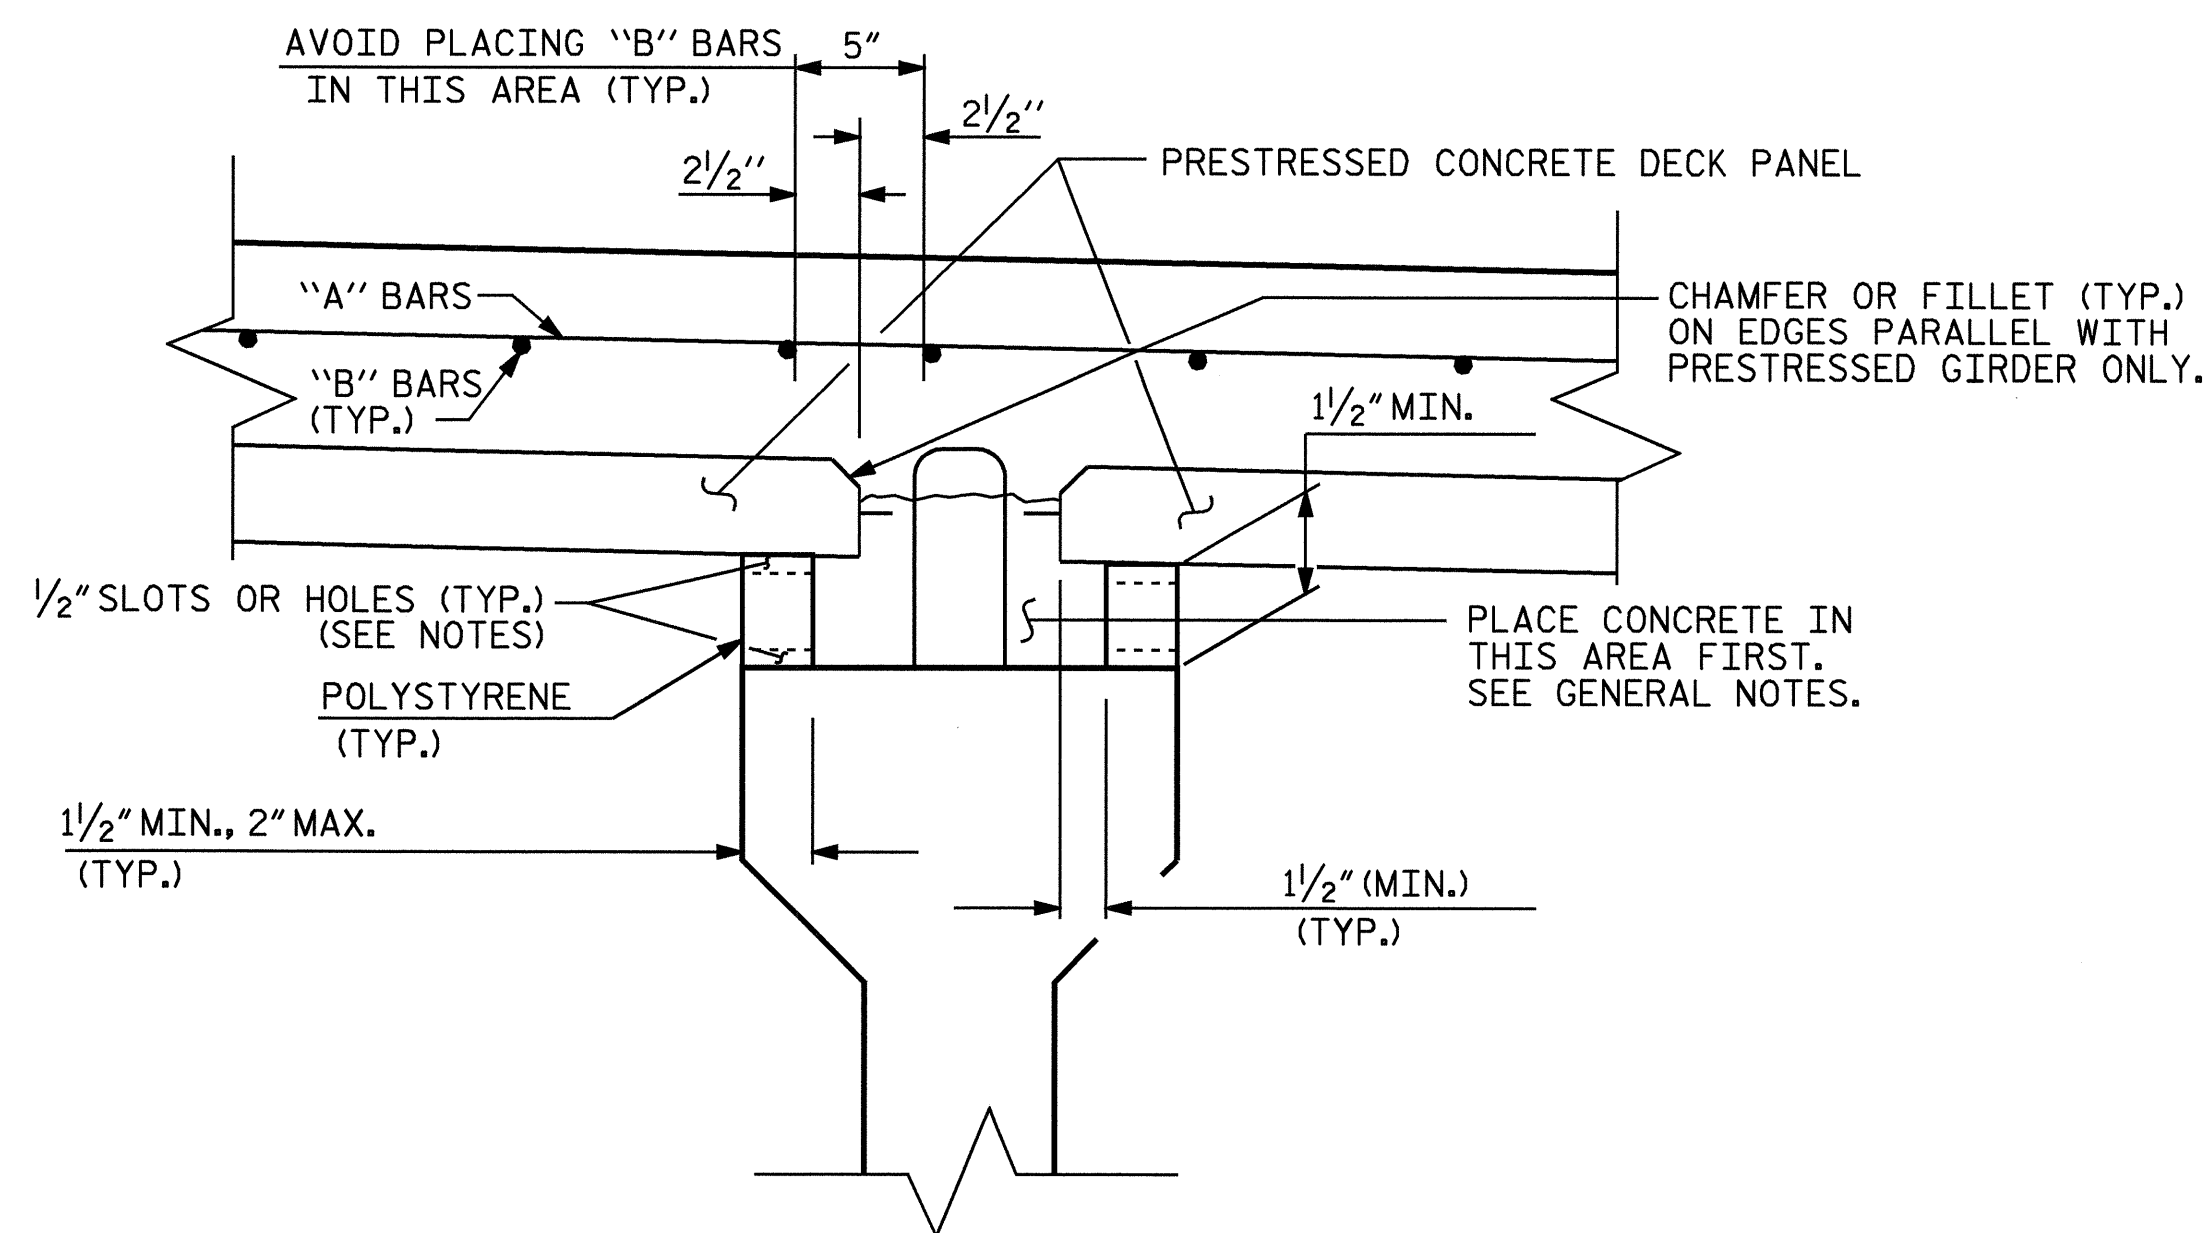 AVOID PLACING "B" BARS
IN THIS AREA (TYP.)
5"
2½"
2½"
PRESTRESSED CONCRETE DECK PANEL
"A" BARS
"B" BARS
(TYP.)
CHAMFER OR FILLET (TYP.)
ON EDGES PARALLEL WITH
PRESTRESSED GIRDER ONLY.
1½" MIN.
½" SLOTS OR HOLES (TYP.)
(SEE NOTES)
POLYSTYRENE
(TYP.)
PLACE CONCRETE IN
THIS AREA FIRST.
SEE GENERAL NOTES.
1½" MIN., 2" MAX.
(TYP.)
1½" (MIN.)
(TYP.)